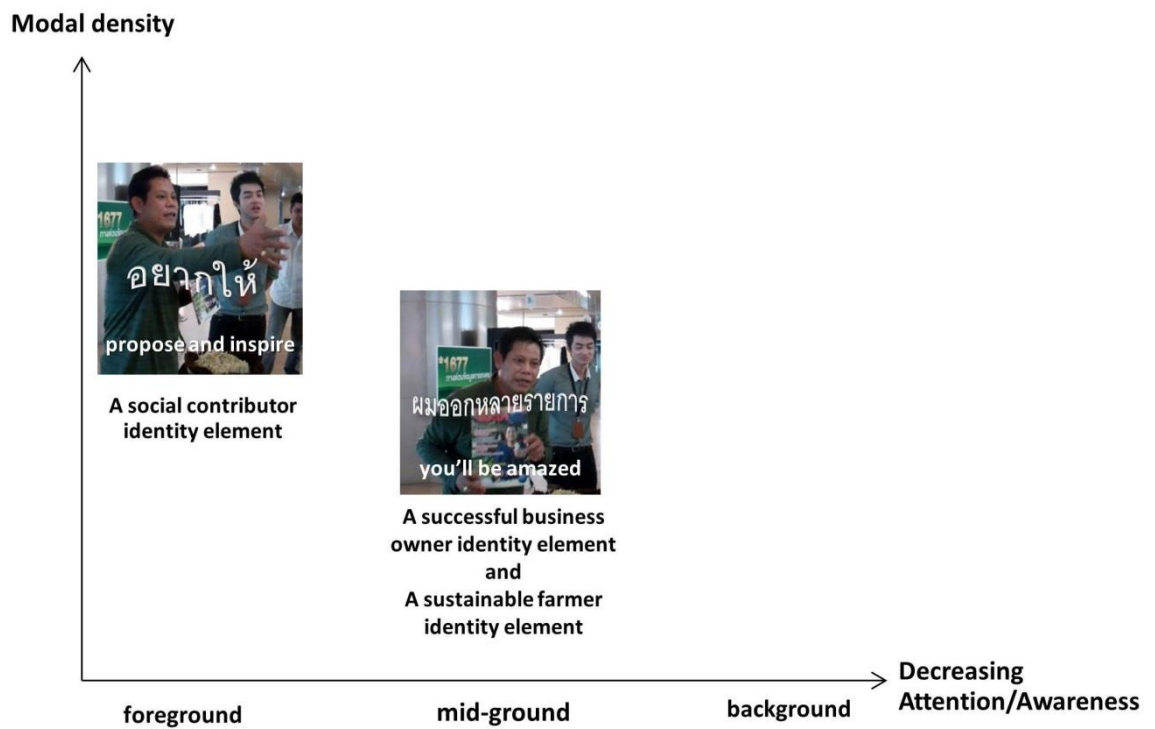 Modal density
*1677
อยากให้
propose and inspire
A social contributor
identity element
*1677
ผมออกหลายรายการ
you'll be amazed
A successful business
owner identity element
and
A sustainable farmer
identity element
foreground
mid-ground
background
Decreasing
Attention/Awareness